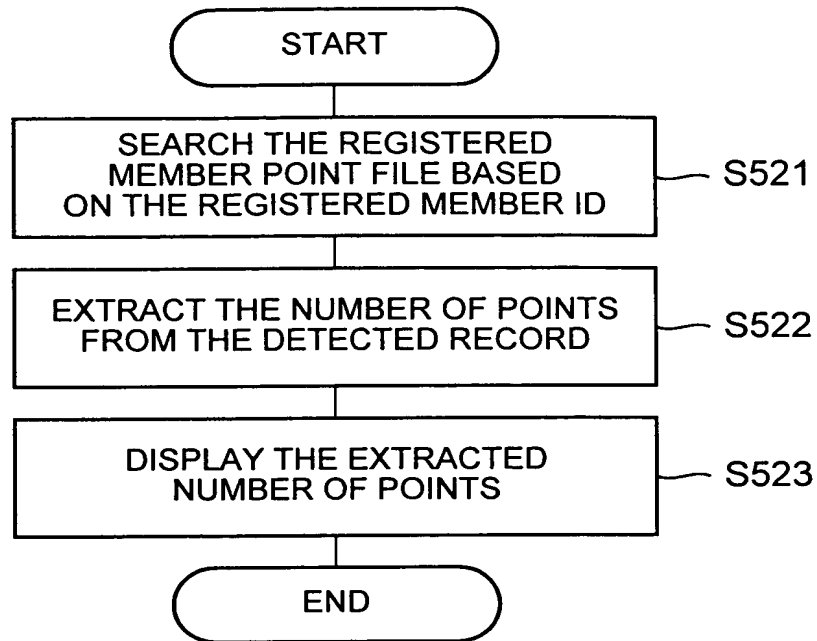 START
SEARCH THE REGISTERED
MEMBER POINT FILE BASED
ON THE REGISTERED MEMBER ID
S521
EXTRACT THE NUMBER OF POINTS
FROM THE DETECTED RECORD
S522
DISPLAY THE EXTRACTED
NUMBER OF POINTS
S523
END